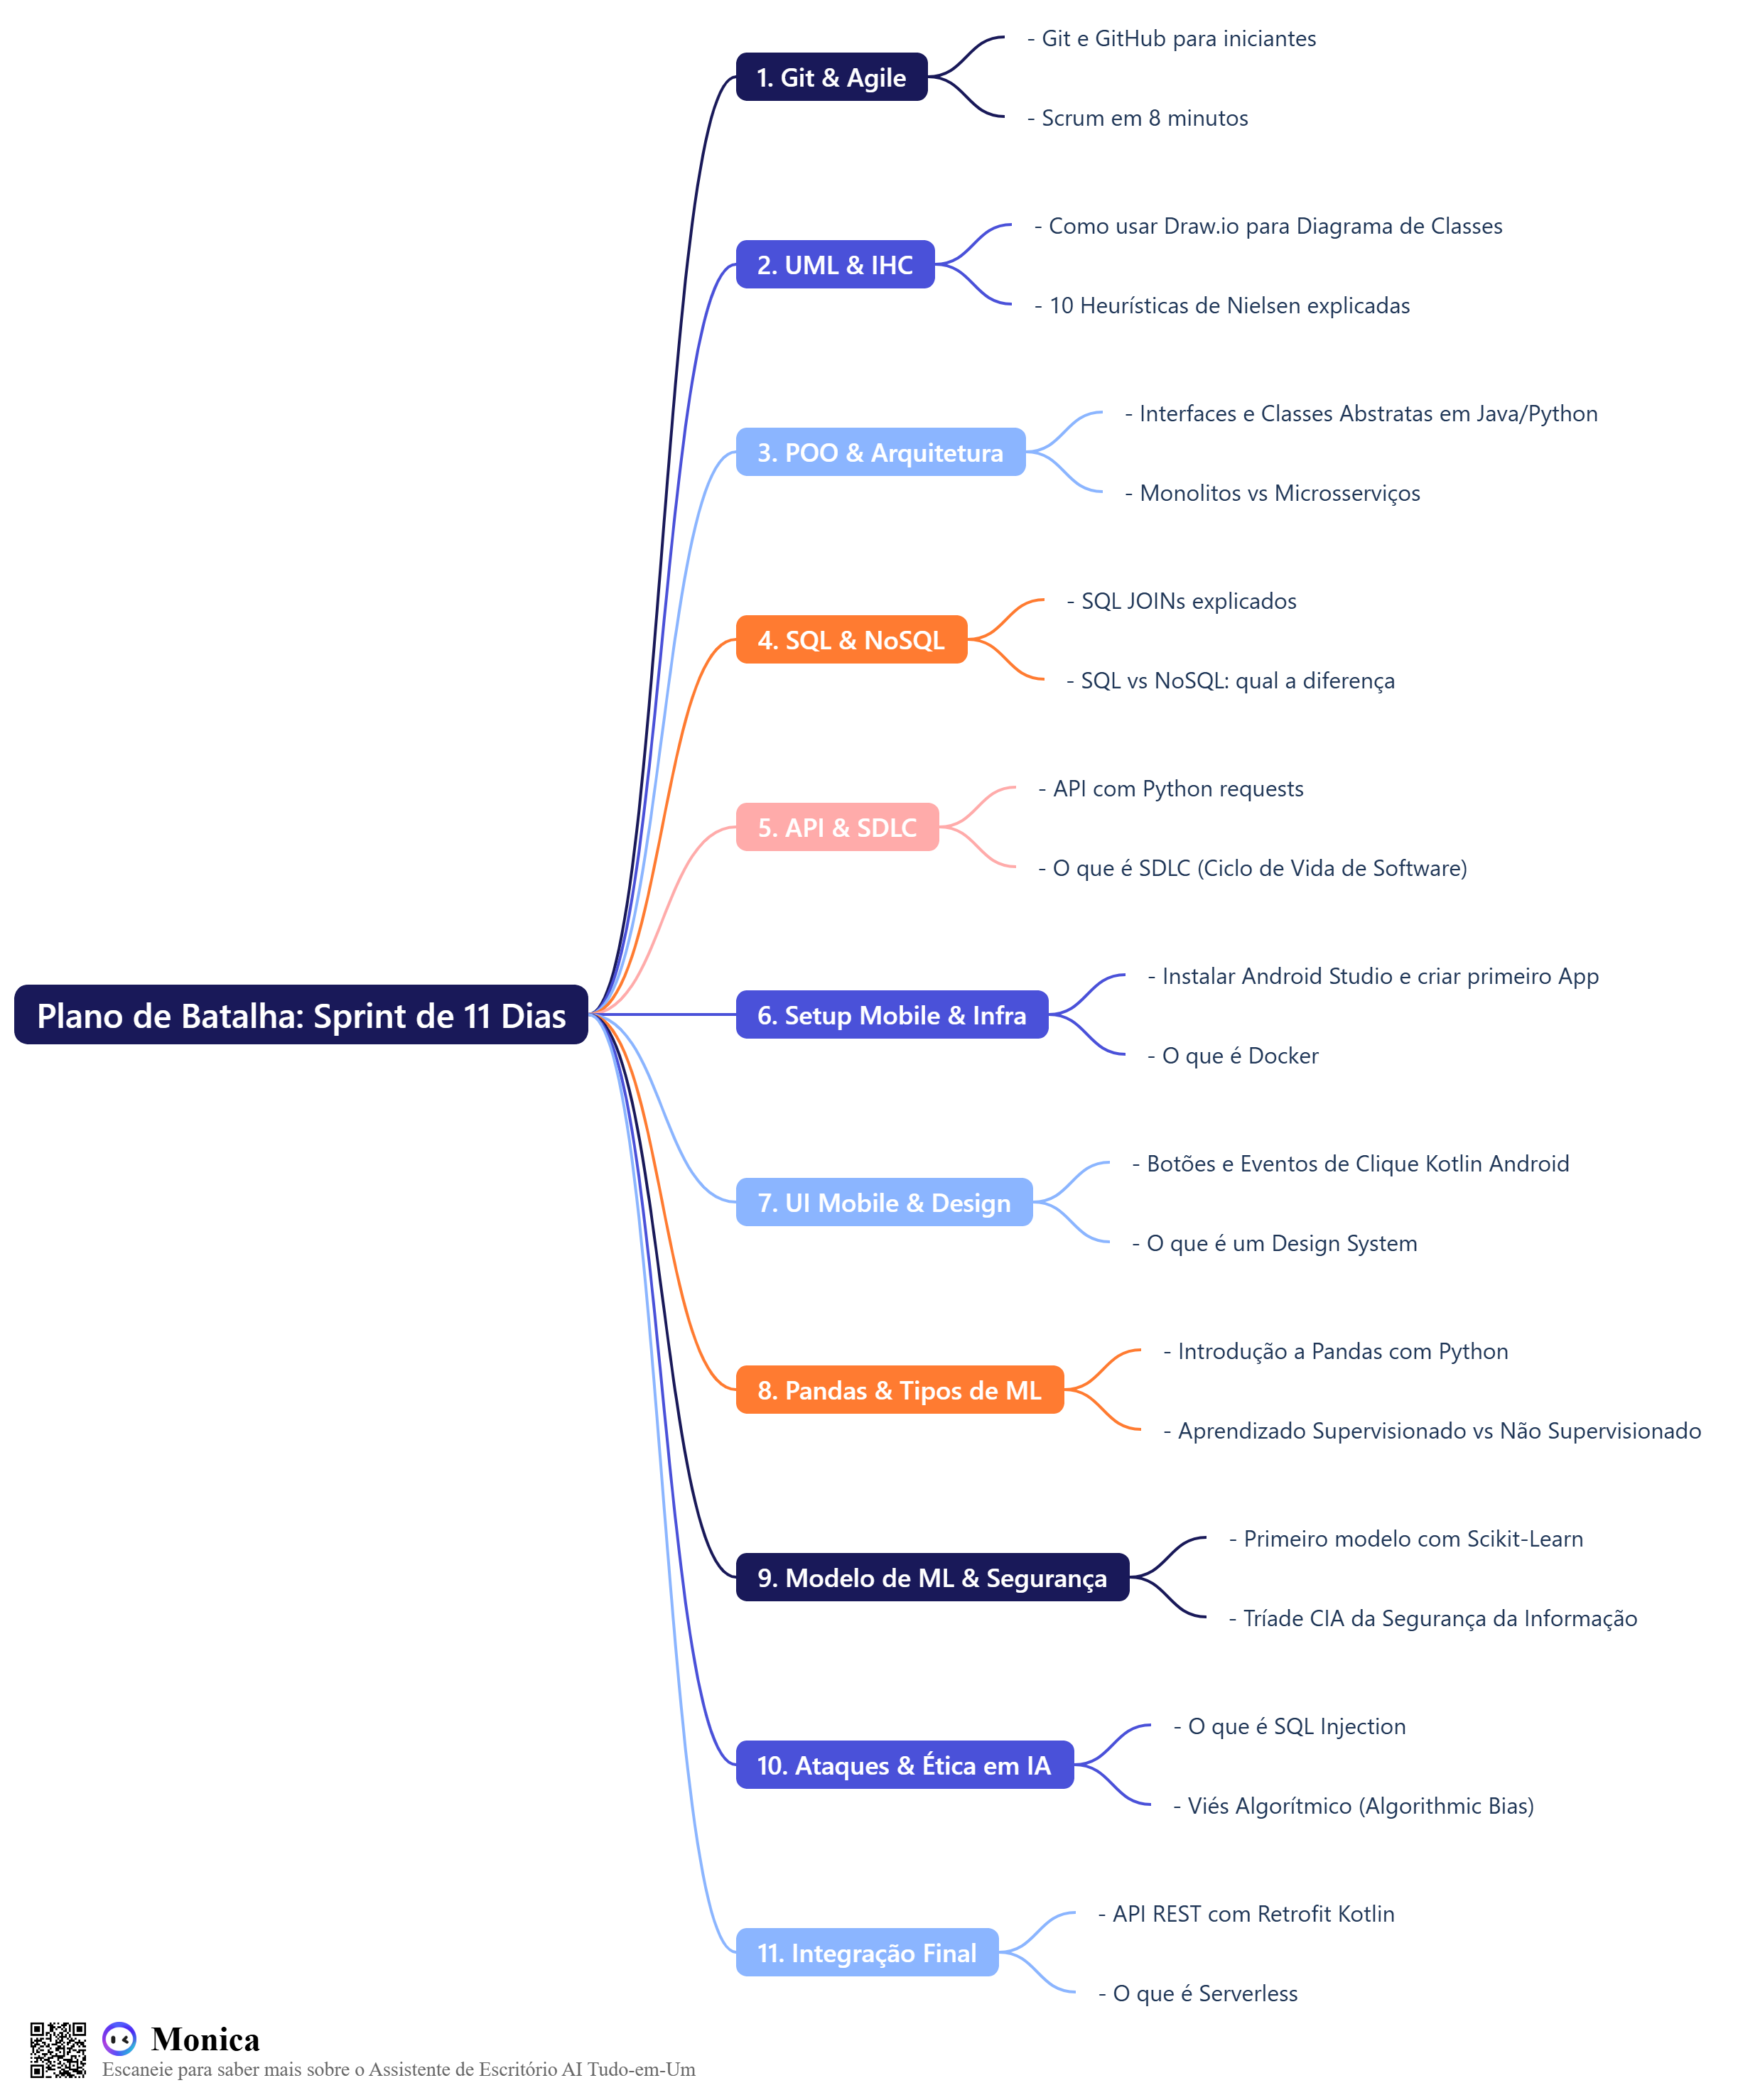 Plano de Batalha: Sprint de 11 Dias
1. Git & Agile
- Git e GitHub para iniciantes
- Scrum em 8 minutos
2. UML & IHC
- Como usar Draw.io para Diagrama de Classes
- 10 Heurísticas de Nielsen explicadas
3. POO & Arquitetura
- Interfaces e Classes Abstratas em Java/Python
- Monolitos vs Microsserviços
4. SQL & NoSQL
- SQL JOINs explicados
- SQL vs NoSQL: qual a diferença
5. API & SDLC
- API com Python requests
- O que é SDLC (Ciclo de Vida de Software)
6. Setup Mobile & Infra
- Instalar Android Studio e criar primeiro App
- O que é Docker
7. UI Mobile & Design
- Botões e Eventos de Clique Kotlin Android
- O que é um Design System
8. Pandas & Tipos de ML
- Introdução a Pandas com Python
- Aprendizado Supervisionado vs Não Supervisionado
9. Modelo de ML & Segurança
- Primeiro modelo com Scikit-Learn
- Tríade CIA da Segurança da Informação
10. Ataques & Ética em IA
- O que é SQL Injection
- Viés Algorítmico (Algorithmic Bias)
11. Integração Final
- API REST com Retrofit Kotlin
- O que é Serverless
Monica
Escaneie para saber mais sobre o Assistente de Escritório AI Tudo-em-Um